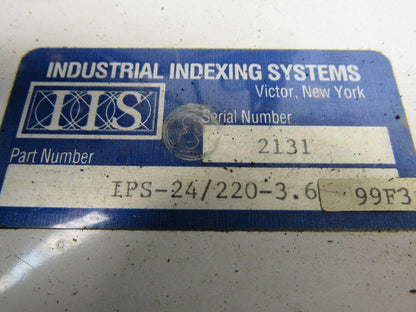 INDUSTRIAL INDEXING SYSTEMS
Victor, New York
IIS
Serial Number
2131
Part Number
IPS-24/220-3.6 99F3